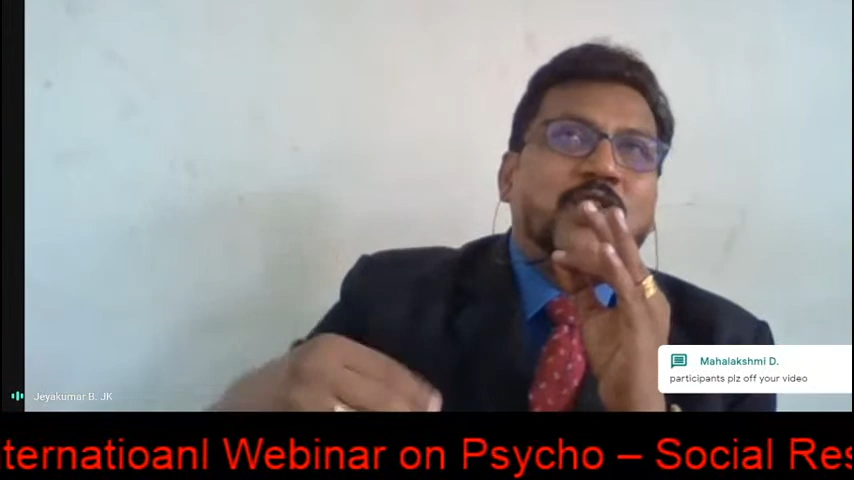 Mahalakshmi D.
participants plz off your video
Jeyakumar B. JK
ternatioanl Webinar on Psycho – Social Res